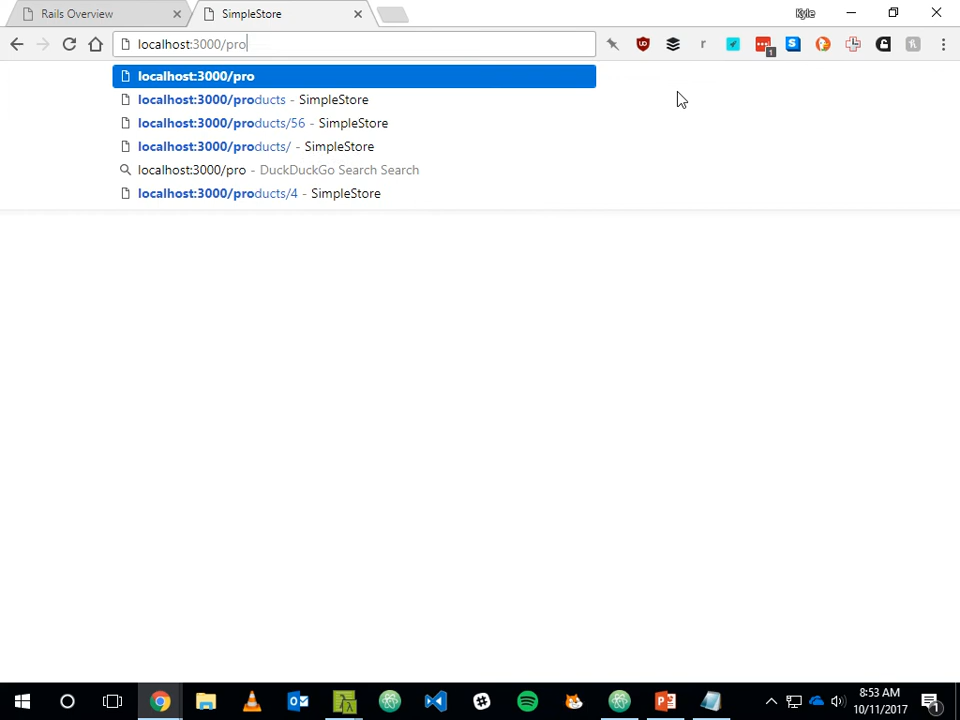 Rails Overview
SimpleStore
Kyle
localhost:3000/pro
localhost:3000/pro
localhost:3000/products - SimpleStore
localhost:3000/products/56 - SimpleStore
localhost:3000/products/ - SimpleStore
localhost:3000/pro - DuckDuckGo Search Search
localhost:3000/products/4 - SimpleStore
8:53 AM
10/11/2017